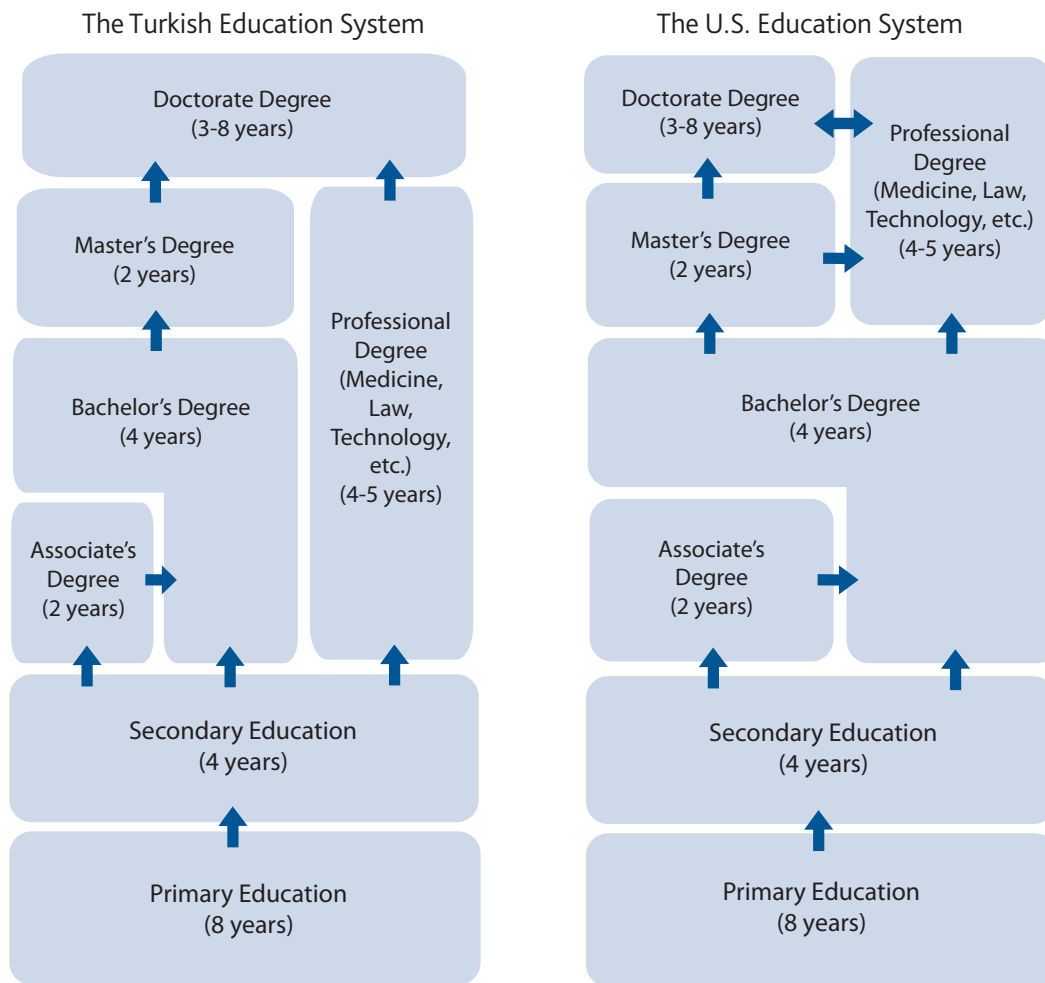 The Turkish Education System
Doctorate Degree
(3-8 years)
Master's Degree
(2 years)
Professional
Degree
(Medicine,
Law,
Technology,
etc.)
(4-5 years)
Bachelor's Degree
(4 years)
Associate's
Degree
(2 years)
Secondary Education
(4 years)
Primary Education
(8 years)
The U.S. Education System
Doctorate Degree
(3-8 years)
Professional
Degree
(Medicine, Law,
Technology, etc.)
(4-5 years)
Master's Degree
(2 years)
Bachelor's Degree
(4 years)
Associate's
Degree
(2 years)
Secondary Education
(4 years)
Primary Education
(8 years)